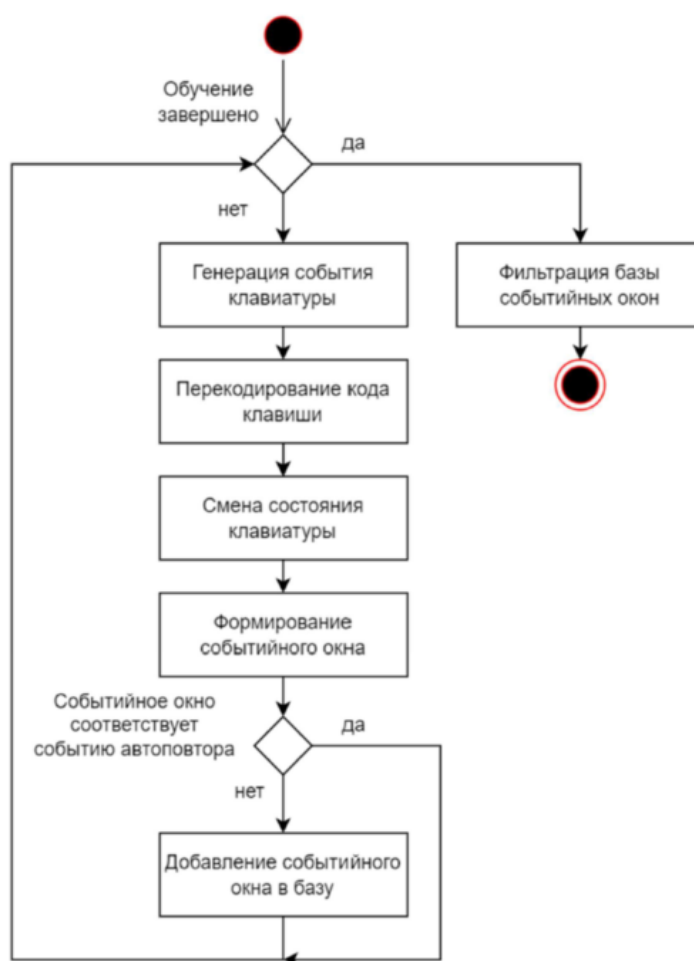 Обучение
завершено
да
нет
Генерация события
клавиатуры
Фильтрация базы
событийных окон
Перекодирование кода
клавиши
Смена состояния
клавиатуры
Формирование
событийного окна
Событийное окно
соответствует
событию автоповтора
да
нет
Добавление событийного
окна в базу